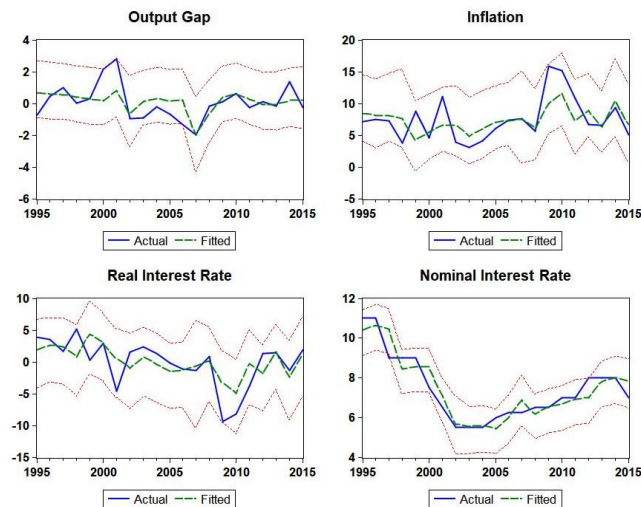 Output Gap
4
2
0
-2
-4
-6
1995 2000 2005 2010 2015
Actual Fitted
Inflation
20
15
10
5
0
-5
1995 2000 2005 2010 2015
Actual Fitted
Real Interest Rate
10
5
0
-5
-10
-15
1995 2000 2005 2010 2015
Actual Fitted
Nominal Interest Rate
12
10
8
6
4
1995 2000 2005 2010 2015
Actual Fitted